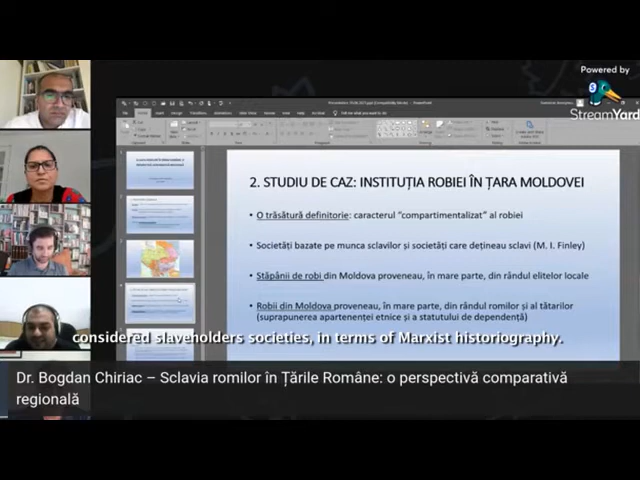 Powered by
StreamYard
2. STUDIU DE CAZ: INSTITUȚIA ROBIEI ÎN ȚARA MOLDOVEI
• O trăsătură definitorie: caracterul “compartimentalizat” al robiei
• Societăți bazate pe munca sclavilor și societăți care dețineau sclavi (M. I. Finley)
• Stăpânii de robi din Moldova proveneau, în mare parte, din rândul elitelor locale
• Robii din Moldova proveneau, în mare parte, din rândul romilor și al tătarilor
(suprapunerea apartenenței etnice și a statutului de dependență)
considered slaveholders societies, in terms of Marxist historiography.
Dr. Bogdan Chiriac – Sclavia romilor în Țările Române: o perspectivă comparativă
regională